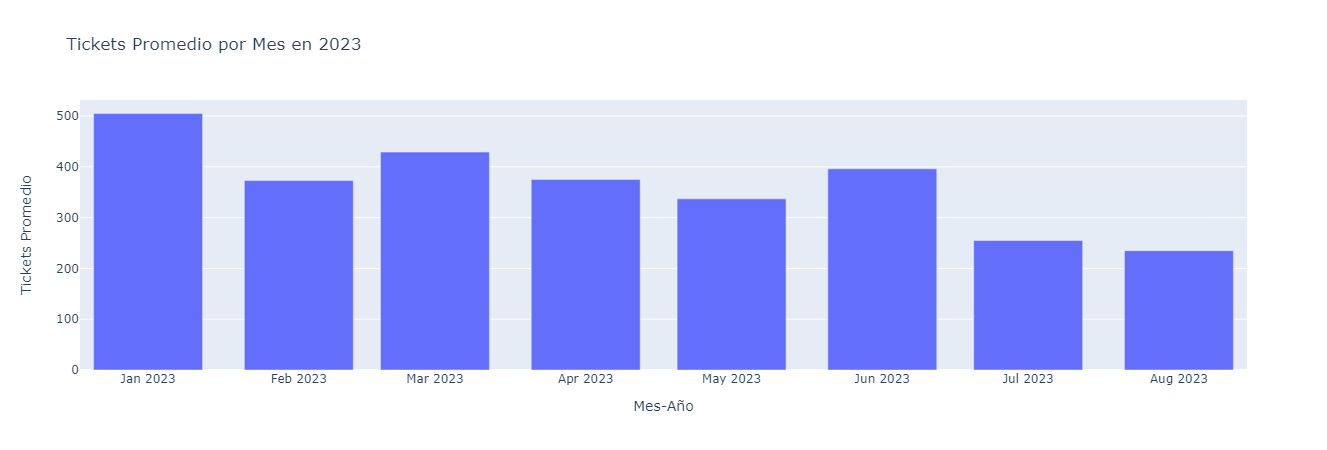 Tickets Promedio por Mes en 2023
Tickets Promedio
500
400
300
200
100
0
Jan 2023 Feb 2023 Mar 2023 Apr 2023 May 2023 Jun 2023 Jul 2023 Aug 2023
Mes-Año